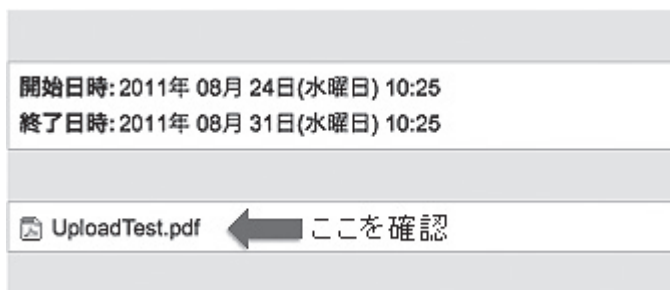 開始日時: 2011年 08月 24日(水曜日) 10:25
終了日時: 2011年 08月 31日(水曜日) 10:25
UploadTest.pdf ここを確認